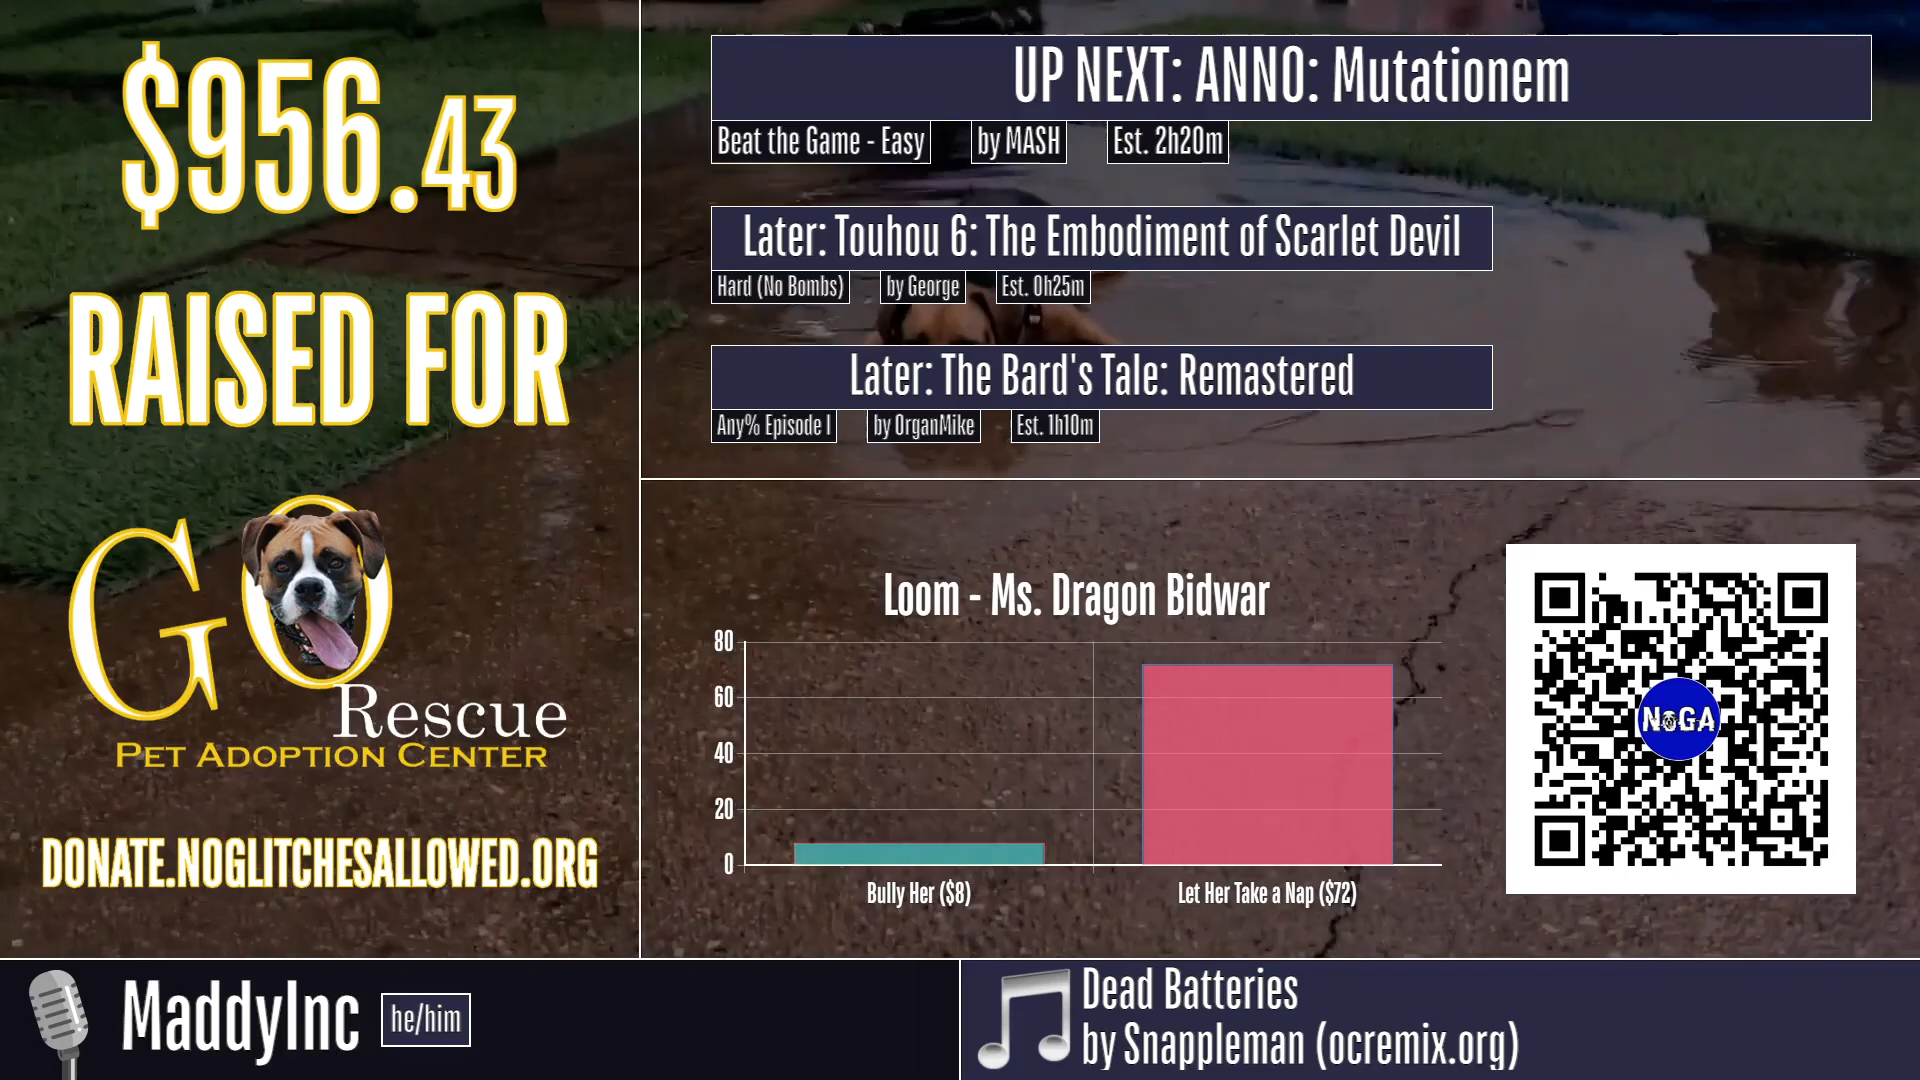 $956.43
RAISED FOR
GO
Rescue
PET ADOPTION CENTER
DONATE.NOGLITCHESALLOWED.ORG
UP NEXT: ANNO: Mutationem
Beat the Game - Easy by MASH Est. 2h20m
Later: Touhou 6: The Embodiment of Scarlet Devil
Hard (No Bombs) by George Est. 0h25m
Later: The Bard's Tale: Remastered
Any% Episode I by OrganMike Est. 1h10m
Loom - Ms. Dragon Bidwar
80
60
40
20
0
Bully Her ($8) Let Her Take a Nap ($72)
NoGA
MaddyInc he/him
Dead Batteries
by Snappleman (ocremix.org)